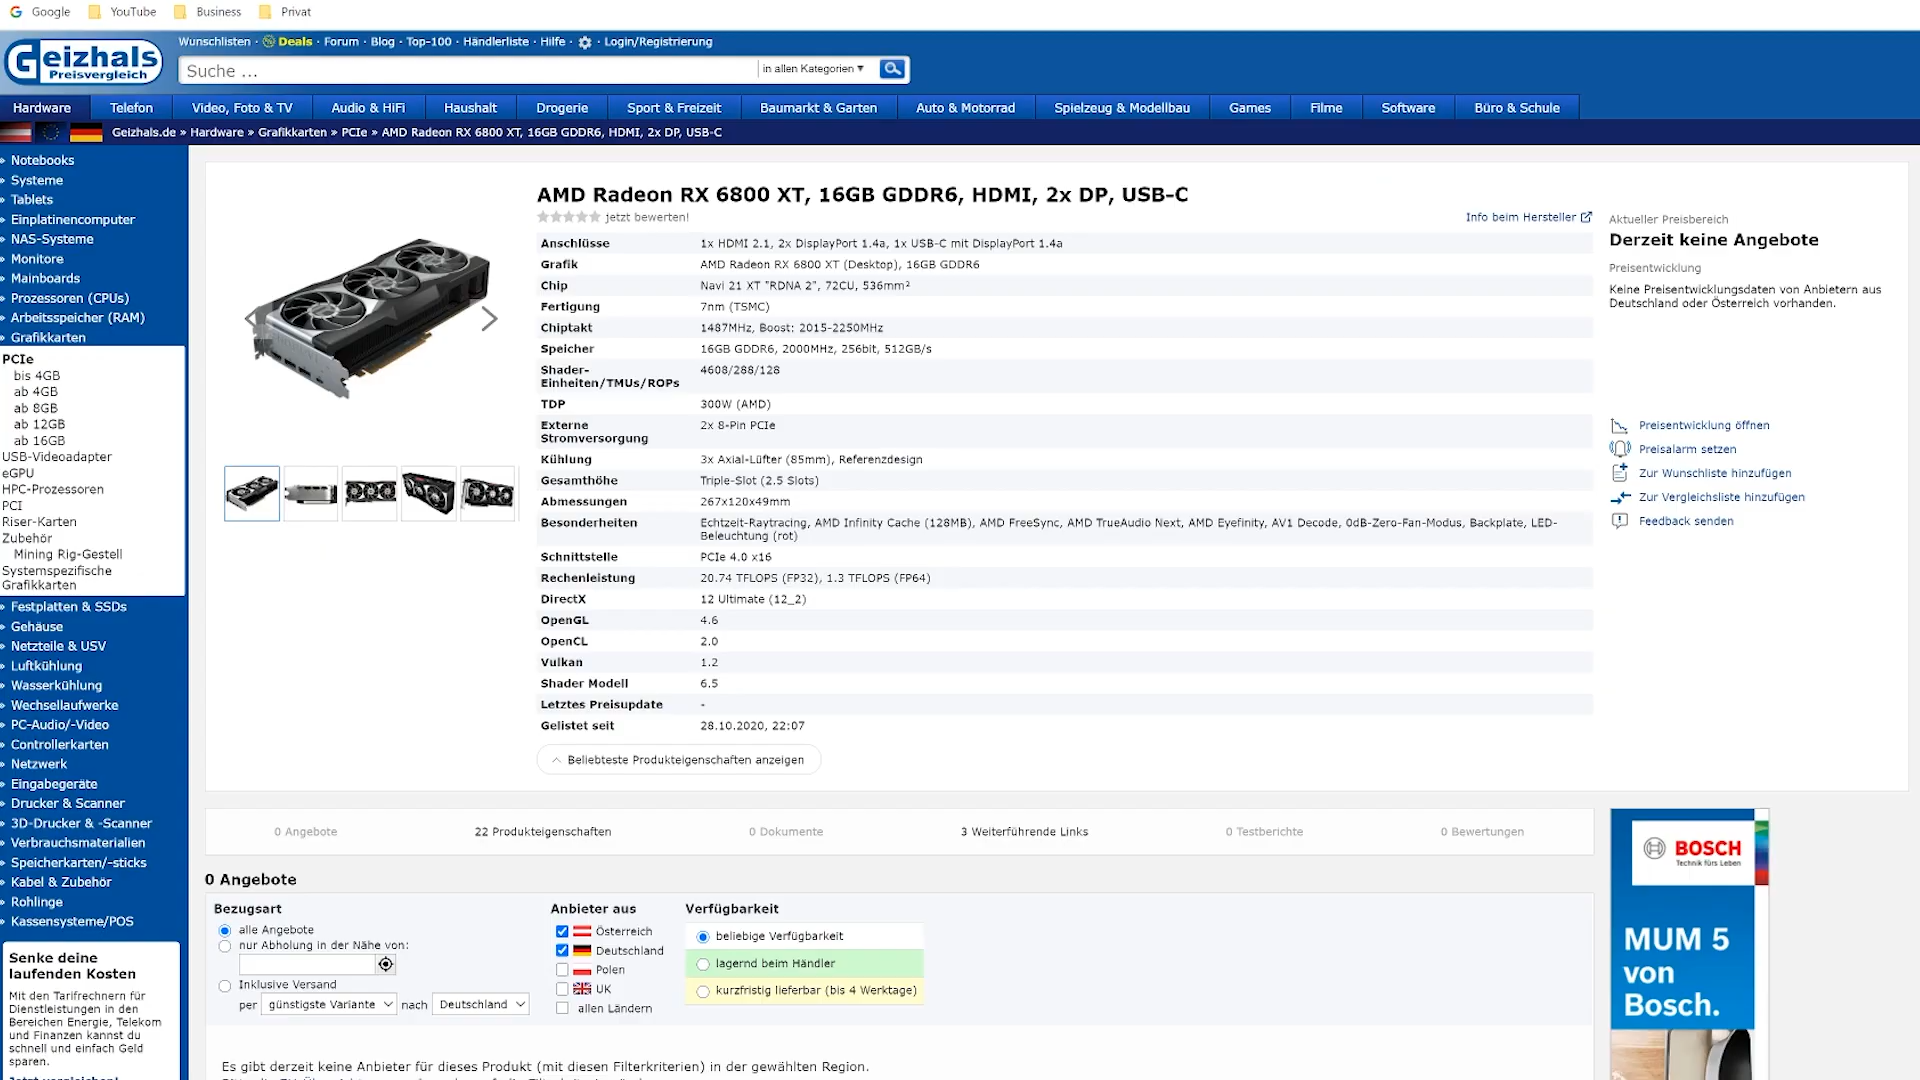 Google YouTube Business Privat
Geizhals
Preisvergleich
Wunschlisten · Deals · Forum · Blog · Top-100 · Händlerliste · Hilfe · · Login/Registrierung
Suche ... in allen Kategorien
Hardware Telefon Video, Foto & TV Audio & HiFi Haushalt Drogerie Sport & Freizeit Baumarkt & Garten Auto & Motorrad Spielzeug & Modellbau Games Filme Software Büro & Schule
Geizhals.de » Hardware » Grafikkarten » PCIe » AMD Radeon RX 6800 XT, 16GB GDDR6, HDMI, 2x DP, USB-C
» Notebooks
» Systeme
» Tablets
» Einplatinencomputer
» NAS-Systeme
» Monitore
» Mainboards
» Prozessoren (CPUs)
» Arbeitsspeicher (RAM)
» Grafikkarten
PCIe
bis 4GB
ab 4GB
ab 8GB
ab 12GB
ab 16GB
USB-Videoadapter
eGPU
HPC-Prozessoren
PCI
Riser-Karten
Zubehör
Mining Rig-Gestell
Systemspezifische
Grafikkarten
» Festplatten & SSDs
» Gehäuse
» Netzteile & USV
» Luftkühlung
» Wasserkühlung
» Wechsellaufwerke
» PC-Audio/-Video
» Controllerkarten
» Netzwerk
» Eingabegeräte
» Drucker & Scanner
» 3D-Drucker & -Scanner
» Verbrauchsmaterialien
» Speicherkarten/-sticks
» Kabel & Zubehör
» Rohlinge
» Kassensysteme/POS
Senke deine
laufenden Kosten
Mit den Tarifrechnern für
Dienstleistungen in den
Bereichen Energie, Telekom
und Finanzen kannst du
schnell und einfach Geld
sparen.
AMD Radeon RX 6800 XT, 16GB GDDR6, HDMI, 2x DP, USB-C
jetzt bewerten! Info beim Hersteller
Anschlüsse 1x HDMI 2.1, 2x DisplayPort 1.4a, 1x USB-C mit DisplayPort 1.4a
Grafik AMD Radeon RX 6800 XT (Desktop), 16GB GDDR6
Chip Navi 21 XT "RDNA 2", 72CU, 536mm²
Fertigung 7nm (TSMC)
Chiptakt 1487MHz, Boost: 2015-2250MHz
Speicher 16GB GDDR6, 2000MHz, 256bit, 512GB/s
Shader- 4608/288/128
Einheiten/TMUs/ROPs
TDP 300W (AMD)
Externe 2x 8-Pin PCIe
Stromversorgung
Kühlung 3x Axial-Lüfter (85mm), Referenzdesign
Gesamthöhe Triple-Slot (2.5 Slots)
Abmessungen 267x120x49mm
Besonderheiten Echtzeit-Raytracing, AMD Infinity Cache (128MB), AMD FreeSync, AMD TrueAudio Next, AMD Eyefinity, AV1 Decode, 0dB-Zero-Fan-Modus, Backplate, LED-
Beleuchtung (rot)
Schnittstelle PCIe 4.0 x16
Rechenleistung 20.74 TFLOPS (FP32), 1.3 TFLOPS (FP64)
DirectX 12 Ultimate (12_2)
OpenGL 4.6
OpenCL 2.0
Vulkan 1.2
Shader Modell 6.5
Letztes Preisupdate -
Gelistet seit 28.10.2020, 22:07
Beliebteste Produkteigenschaften anzeigen
Aktueller Preisbereich
Derzeit keine Angebote
Preisentwicklung
Keine Preisentwicklungsdaten von Anbietern aus
Deutschland oder Österreich vorhanden.
Preisentwicklung öffnen
Preisalarm setzen
Zur Wunschliste hinzufügen
Zur Vergleichsliste hinzufügen
Feedback senden
0 Angebote 22 Produkteigenschaften 0 Dokumente 3 Weiterführende Links 0 Testberichte 0 Bewertungen
0 Angebote
Bezugsart
alle Angebote
nur Abholung in der Nähe von:
Inklusive Versand
per günstigste Variante nach Deutschland
Anbieter aus
Österreich
Deutschland
Polen
UK
allen Ländern
Verfügbarkeit
beliebige Verfügbarkeit
lagernd beim Händler
kurzfristig lieferbar (bis 4 Werktage)
Es gibt derzeit keine Anbieter für dieses Produkt (mit diesen Filterkriterien) in der gewählten Region.
BOSCH
Technik fürs Leben
MUM 5
von
Bosch.